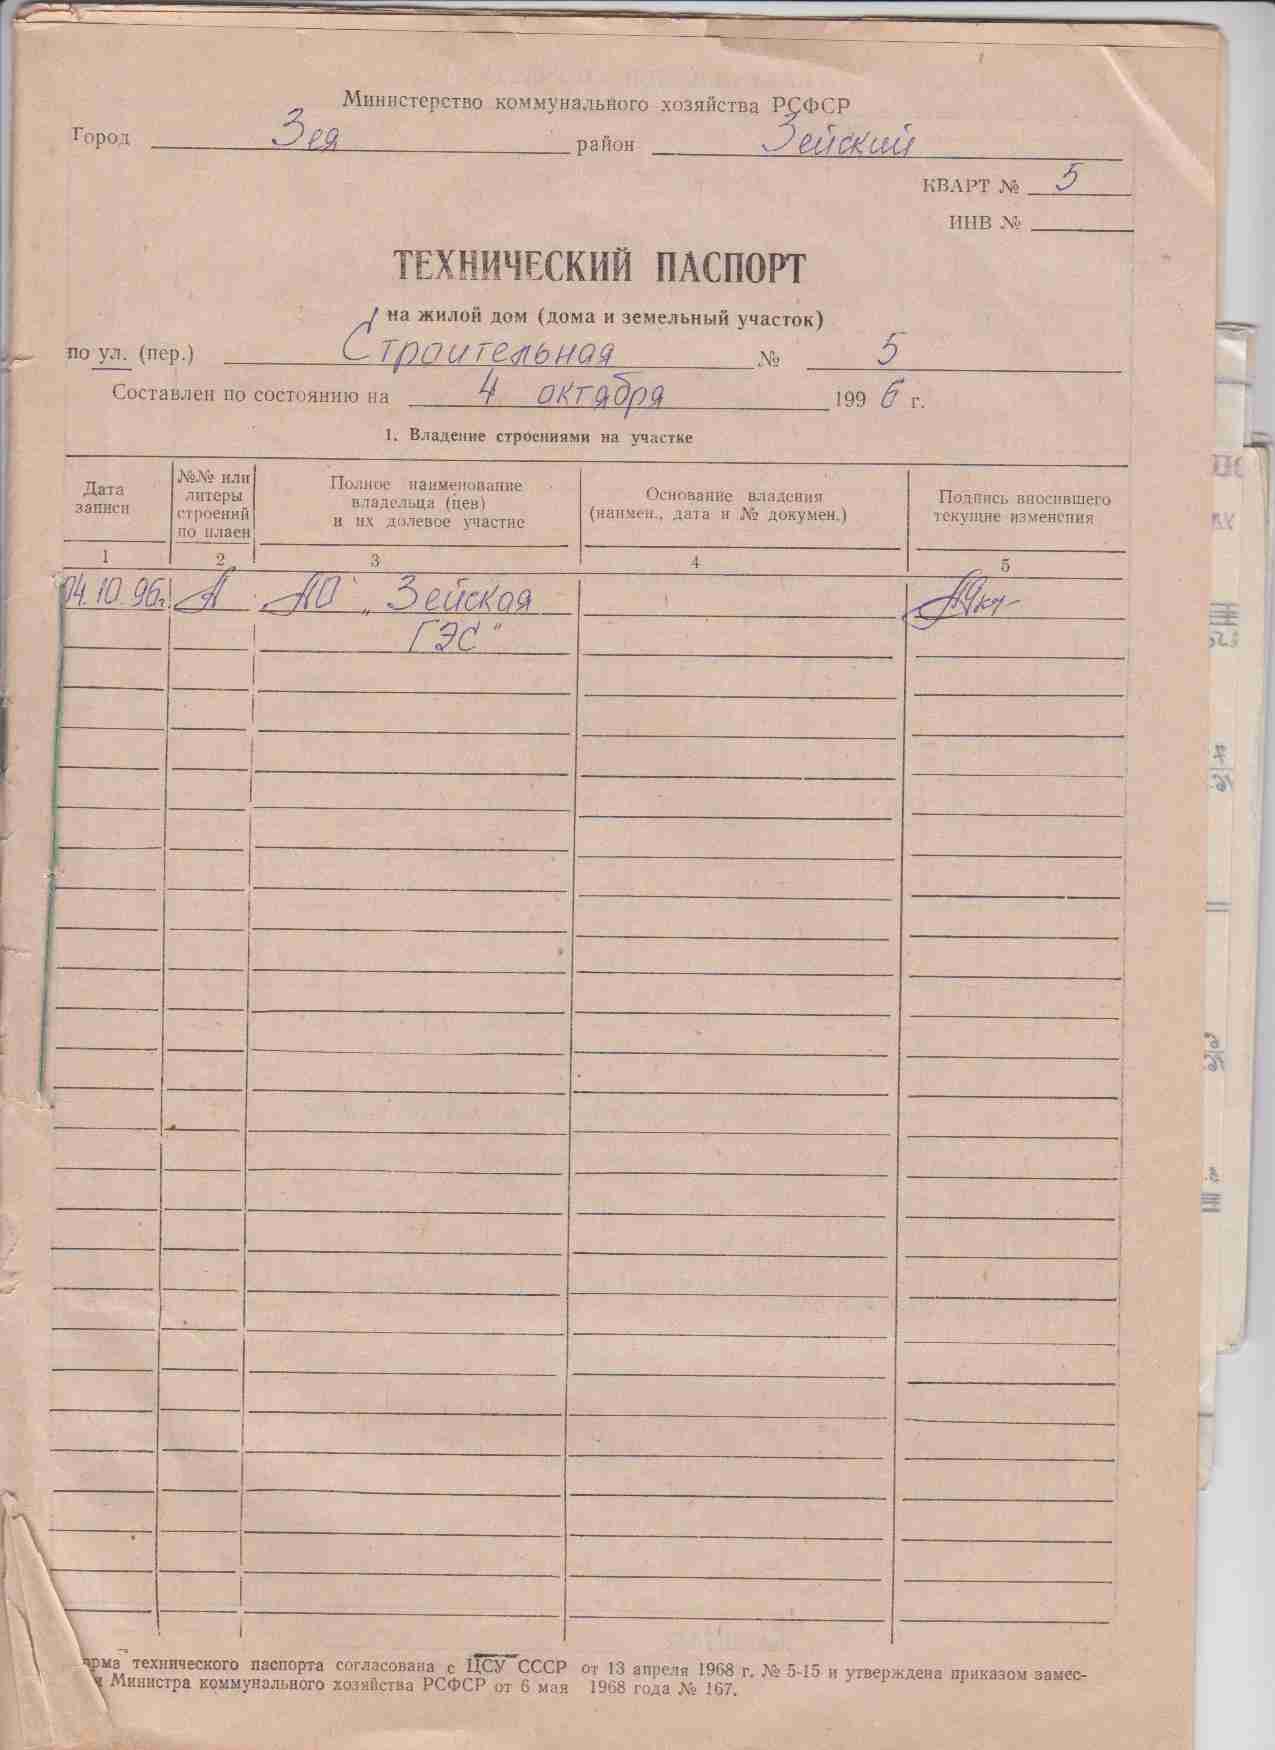 Министерство коммунального хозяйства РСФСР
Город Зея район Зейский
КВАРТ № 5
ИНВ №
ТЕХНИЧЕСКИЙ ПАСПОРТ
на жилой дом (дома и земельный участок)
по ул. (пер.) Строительная № 5
Составлен по состоянию на 4 октября 1996 г.
1. Владение строениями на участке
Дата записи
№№ или литеры строений по плаен
Полное наименование владельца (цев) и их долевое участие
Основание владения (наимен., дата и № докумен.)
Подпись вносившего текущие изменения
1 2 3 4 5
04.10.96г. А АО „Зейская
ГЭС"
орма технического паспорта согласована с ЦСУ СССР от 13 апреля 1968 г. № 5-15 и утверждена приказом замес-
Министра коммунального хозяйства РСФСР от 6 мая 1968 года № 167.